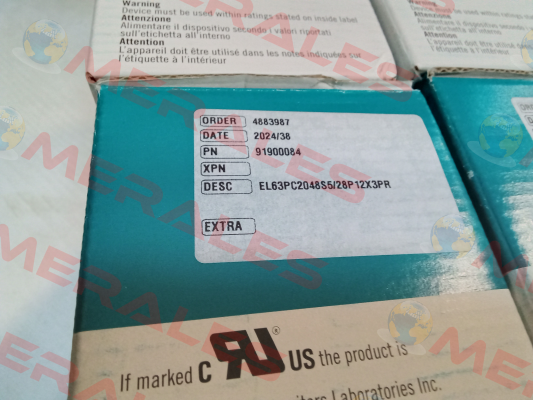 Warning
Device must be used within ratings stated on inside label
Attenzione
Alimentare il dispositivo secondo i valori riportati
sull'etichetta all'interno
Attention
L'appareil doit être utilisé dans les notes indiquées sur
l'étiquette à l'intérieur
ORDER 4883987
DATE 2024/38
PN 91900084
XPN
DESC EL63PC2048S5/28P12X3PR
EXTRA
If marked C RU ® US the product is
Laboratories Inc.
MERALES